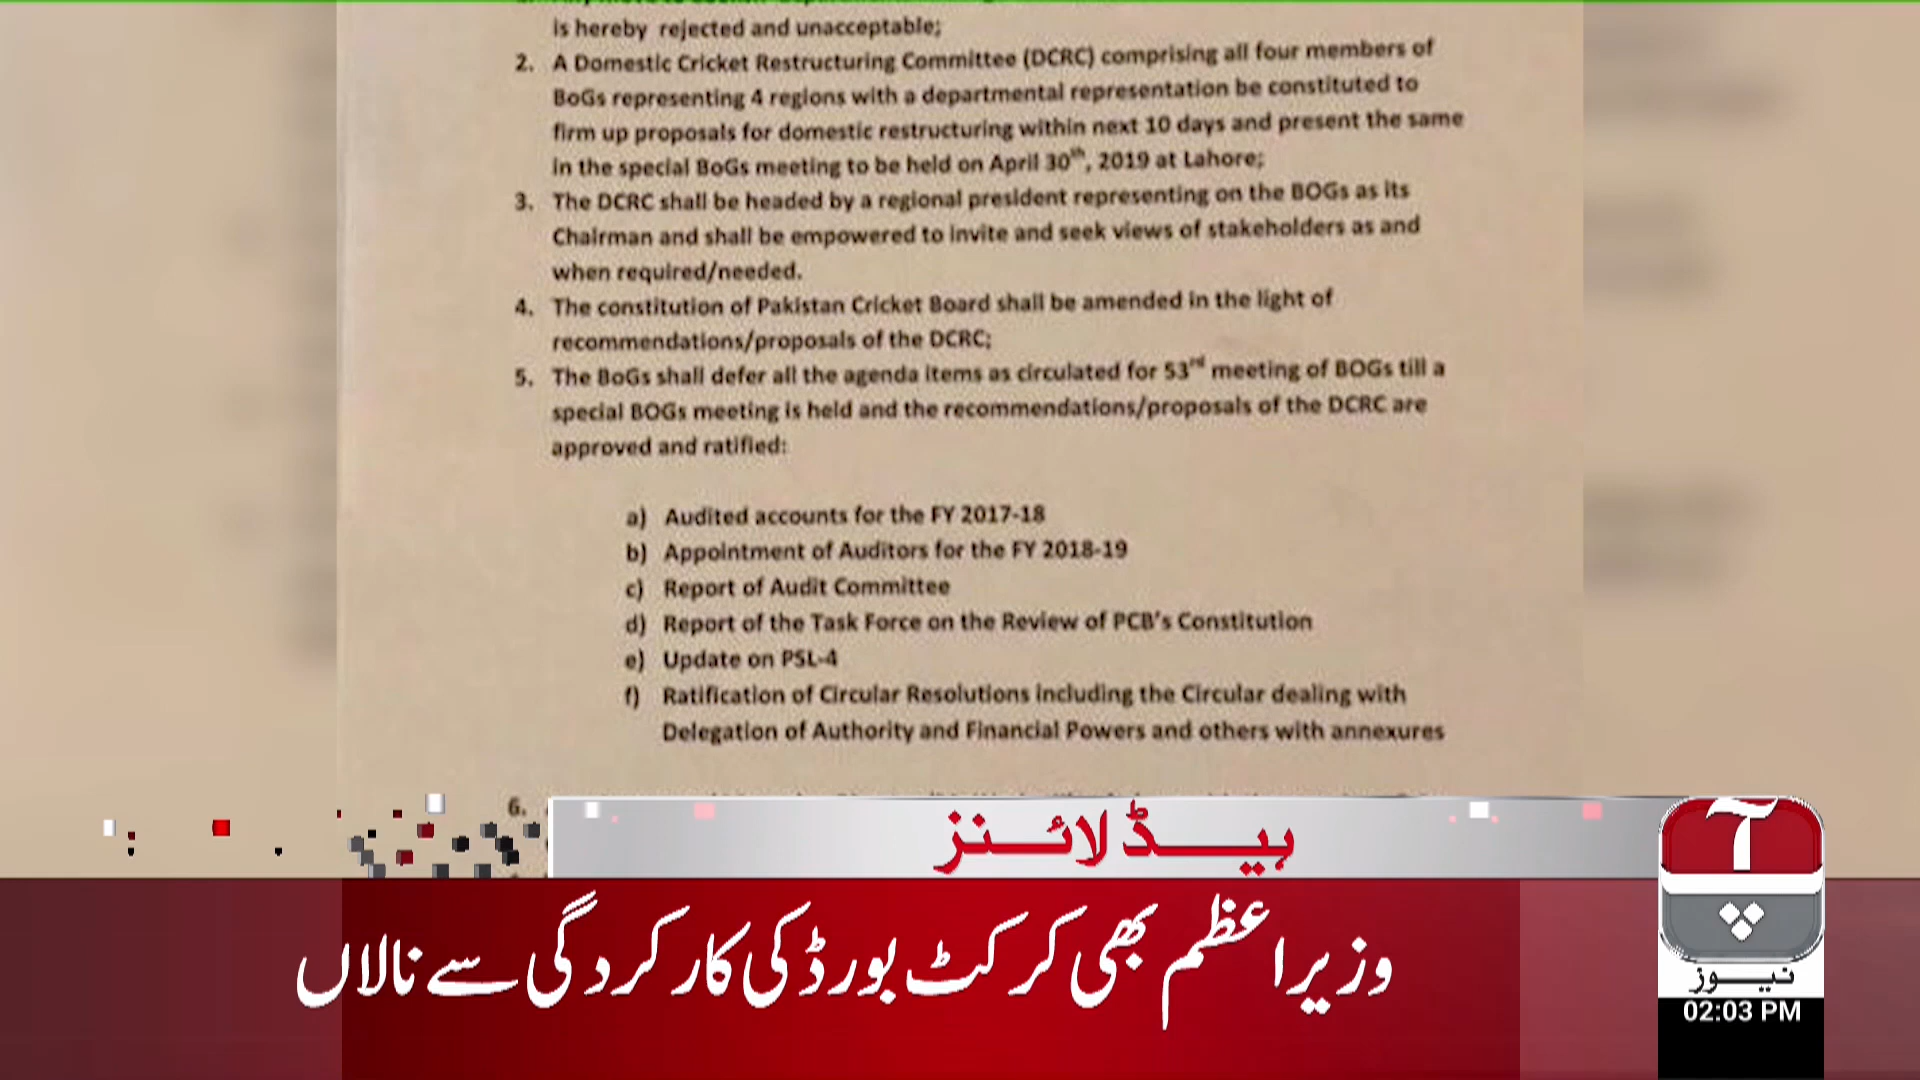 is hereby rejected and unacceptable;
2. A Domestic Cricket Restructuring Committee (DCRC) comprising all four members of
BoGs representing 4 regions with a departmental representation be constituted to
firm up proposals for domestic restructuring within next 10 days and present the same
in the special BoGs meeting to be held on April 30th, 2019 at Lahore;
3. The DCRC shall be headed by a regional president representing on the BOGs as its
Chairman and shall be empowered to invite and seek views of stakeholders as and
when required/needed.
4. The constitution of Pakistan Cricket Board shall be amended in the light of
recommendations/proposals of the DCRC;
5. The BoGs shall defer all the agenda items as circulated for 53rd meeting of BOGs till a
special BOGs meeting is held and the recommendations/proposals of the DCRC are
approved and ratified:
a) Audited accounts for the FY 2017-18
b) Appointment of Auditors for the FY 2018-19
c) Report of Audit Committee
d) Report of the Task Force on the Review of PCB's Constitution
e) Update on PSL-4
f) Ratification of Circular Resolutions including the Circular dealing with
Delegation of Authority and Financial Powers and others with annexures
6.
ہیڈلائنز
وزیراعظم بھی کرکٹ بورڈ کی کارکردگی سے نالاں
آپ
نیوز
02:03 PM